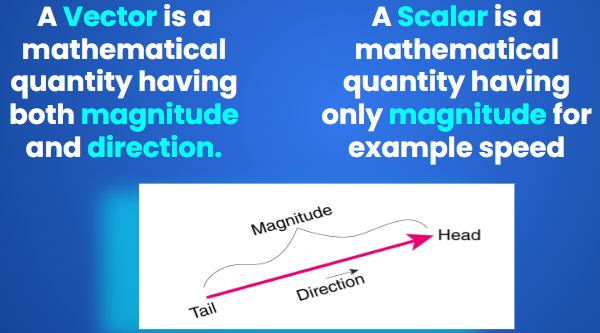 A Vector is a
mathematical
quantity having
both magnitude
and direction.
A Scalar is a
mathematical
quantity having
only magnitude for
example speed
Magnitude
Head
Direction
Tail